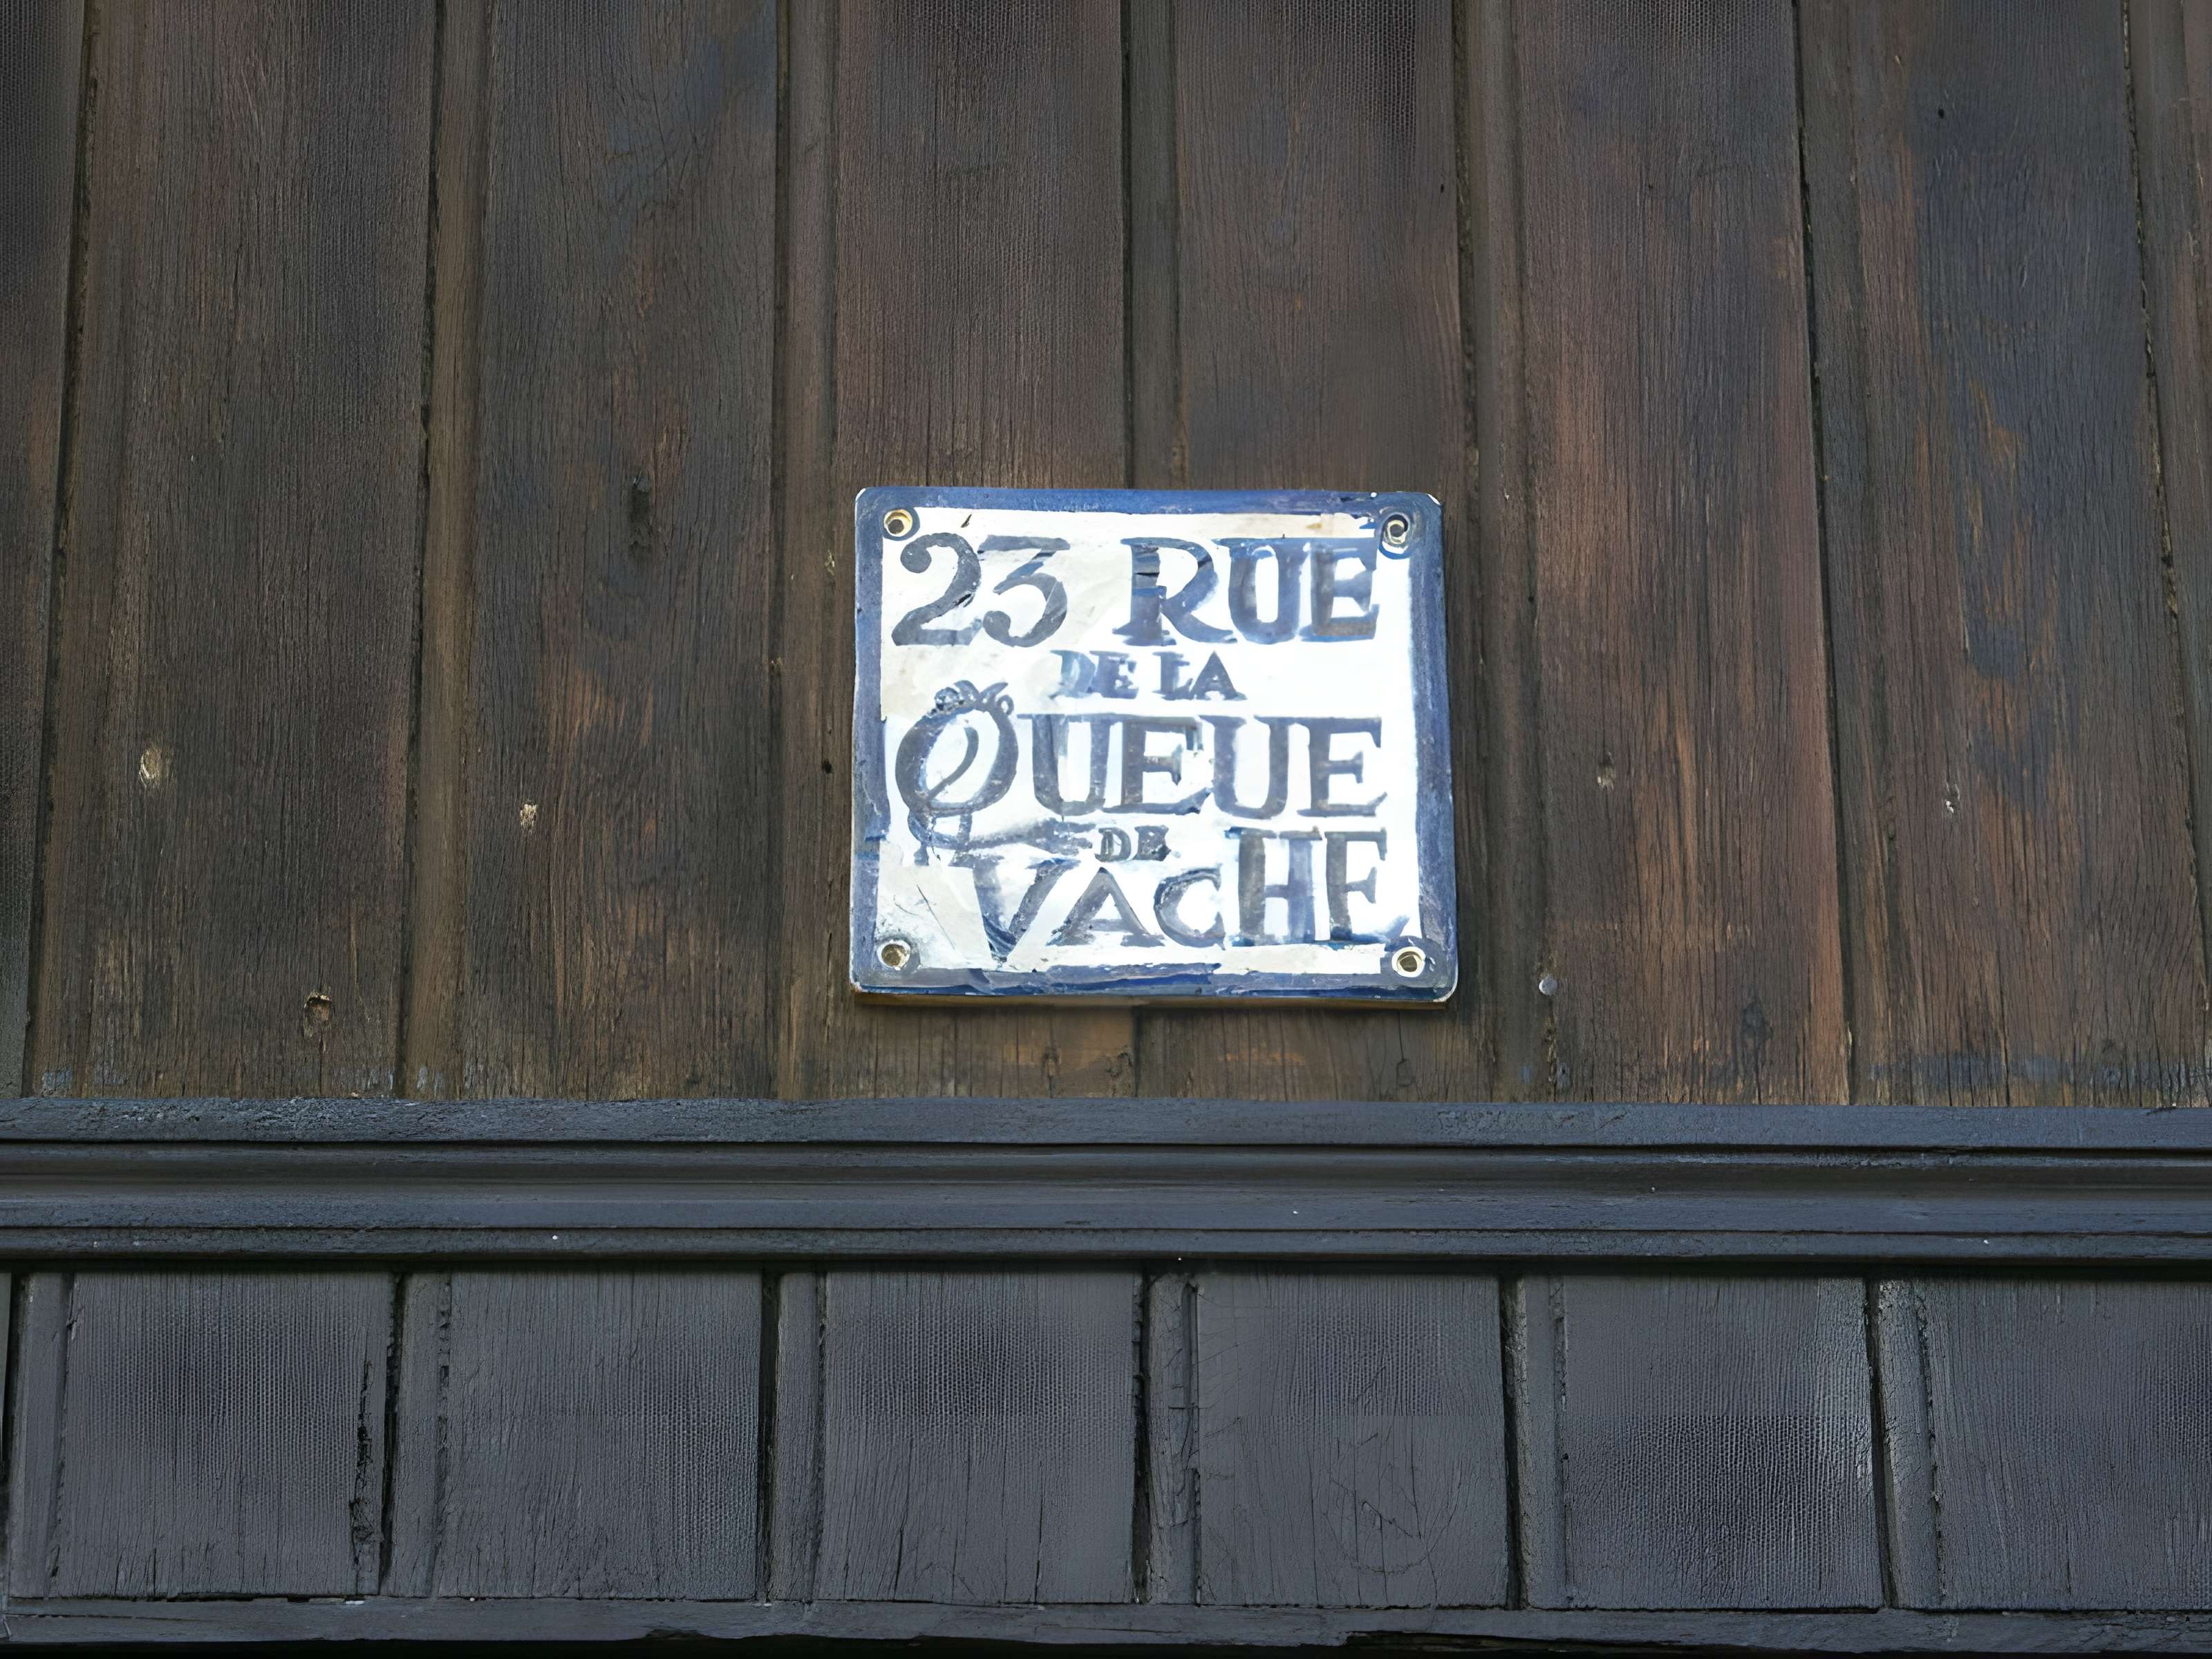 23 RUE
DE LA
QUEUE
DE
VACHE